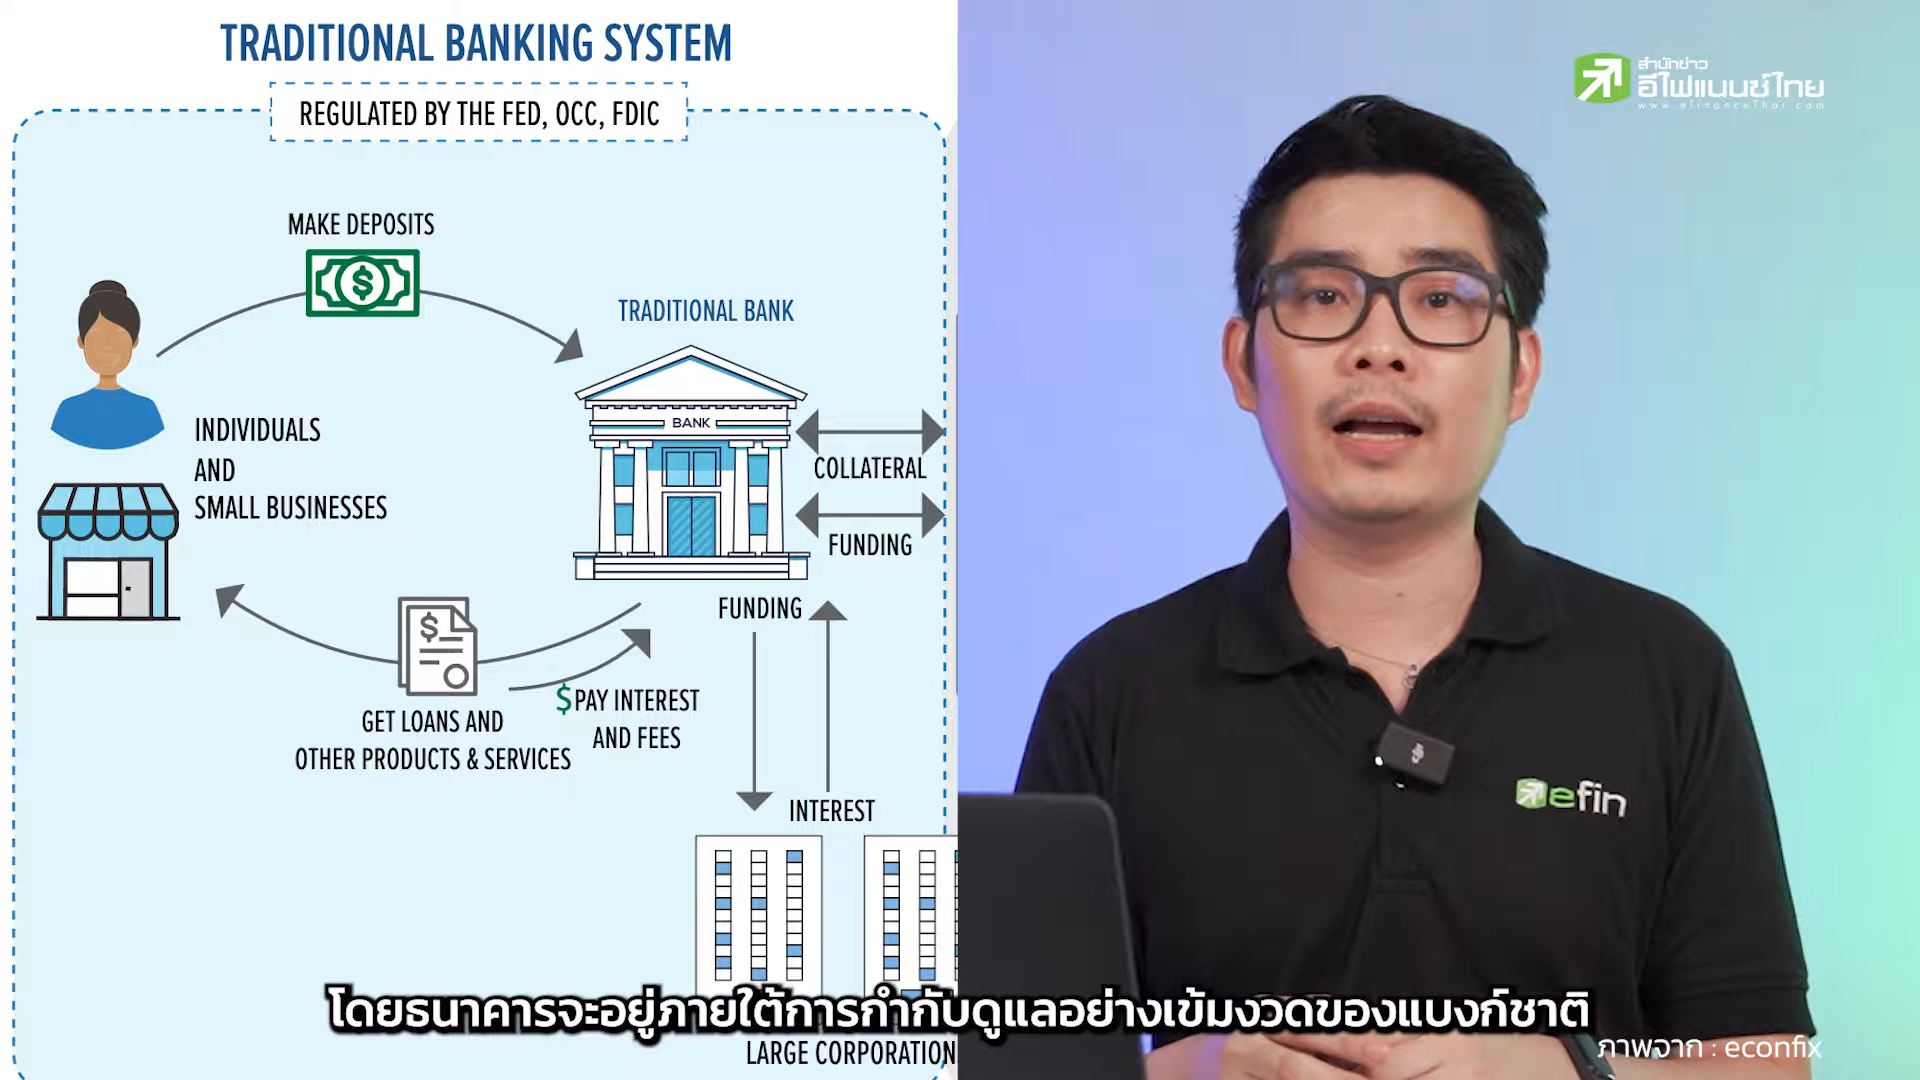 TRADITIONAL BANKING SYSTEM
REGULATED BY THE FED, OCC, FDIC
MAKE DEPOSITS
TRADITIONAL BANK
BANK
INDIVIDUALS
AND
SMALL BUSINESSES
COLLATERAL
FUNDING
FUNDING
$PAY INTEREST
AND FEES
GET LOANS AND
OTHER PRODUCTS & SERVICES
INTEREST
LARGE CORPORATION
สำนักข่าว
อีไฟแนนซ์ไทย
www.efinanceThai.com
efin
โดยธนาคารจะอยู่ภายใต้การกำกับดูแลอย่างเข้มงวดของแบงก์ชาติ
ภาพจาก : econfix